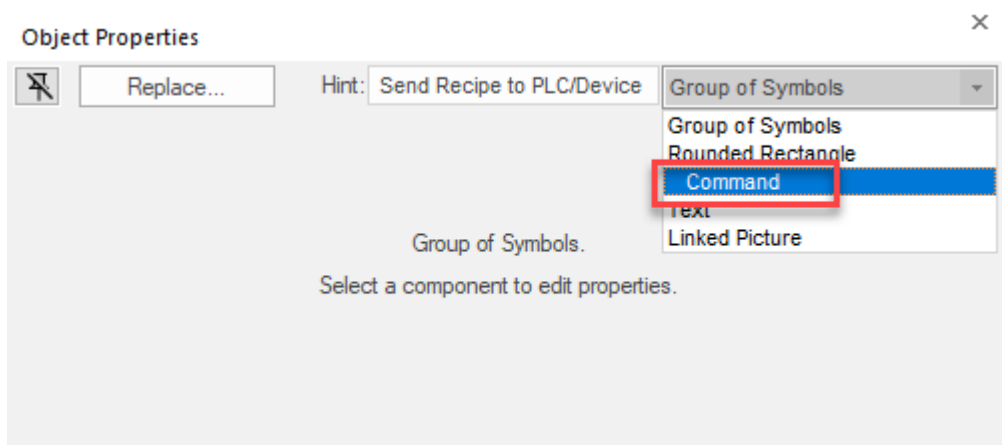 Object Properties
Replace...
Hint: Send Recipe to PLC/Device
Group of Symbols
Group of Symbols
Rounded Rectangle
Command
Text
Linked Picture
Group of Symbols.
Select a component to edit properties.